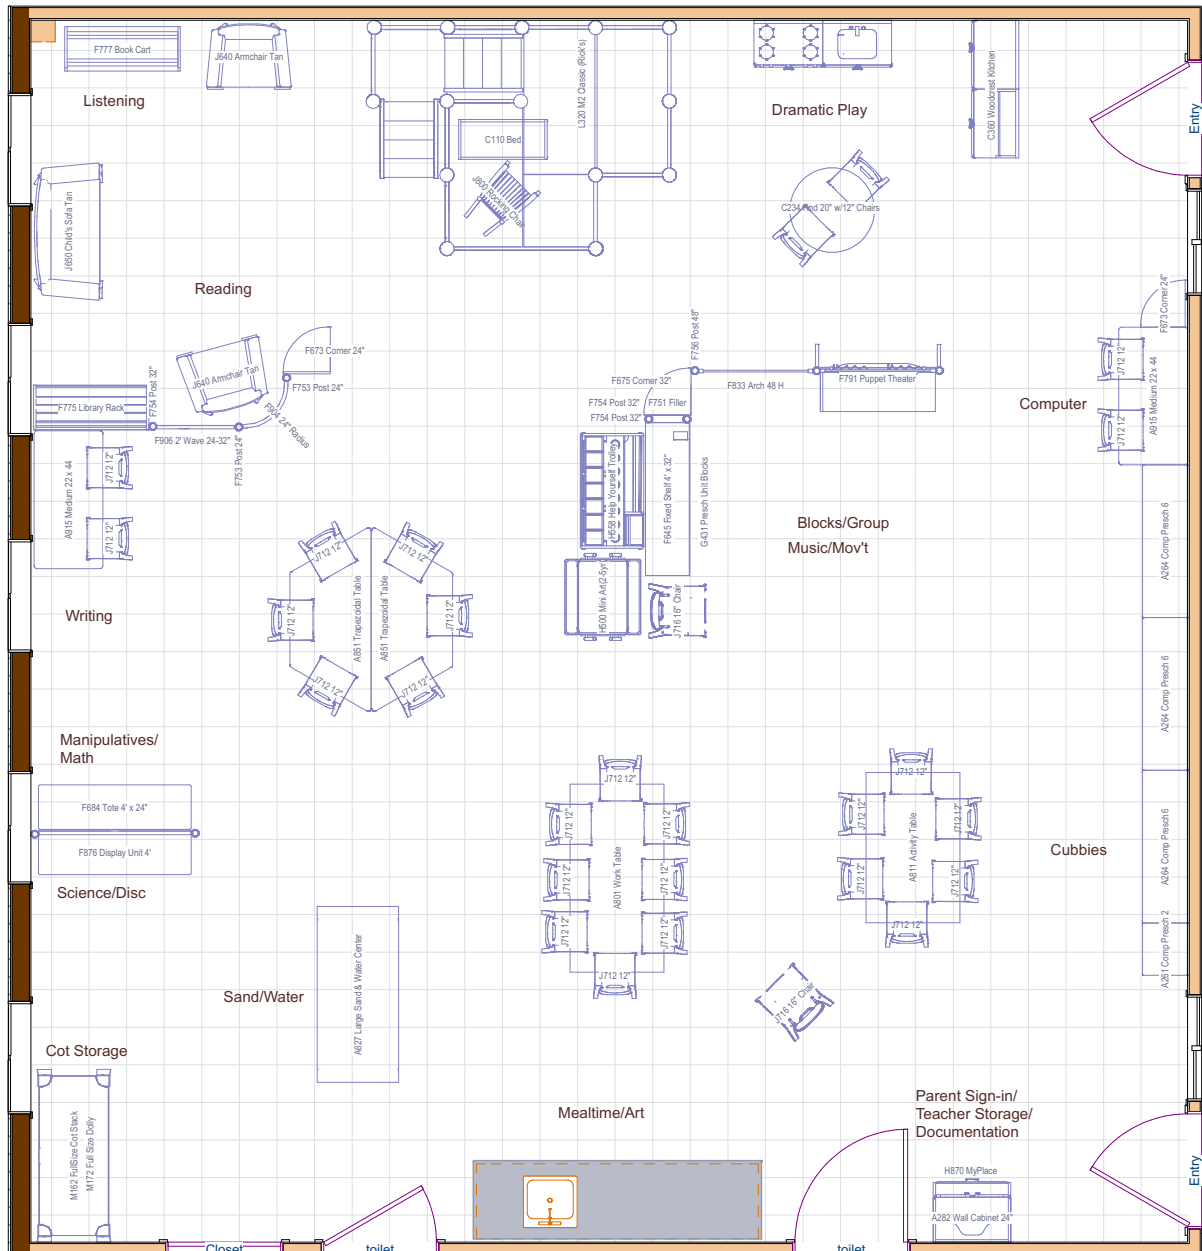 F777 Book Cart
J640 Armchair Tan
Listening
L320 M2 Classic (Rick's)
C110 Bed
J800 Rocking Chair
Dramatic Play
C360 Woodcrest Kitchen
Entry
J650 Child's Sofa Tan
C234 Rnd 20" w/12" Chairs
Reading
F673 Corner 24"
F673 Corner 24"
F756 Post 48"
J640 Armchair Tan
F753 Post 24"
F754 Post 32"
F775 Library Rack
F904 24" Radius
F906 2' Wave 24-32"
F753 Post 24"
F675 Corner 32"
F833 Arch 48 H
F791 Puppet Theater
F754 Post 32"
F751 Filler
F754 Post 32"
J712 12"
J712 12"
A915 Medium 22 x 44
Computer
A915 Medium 22 x 44
J712 12"
J712 12"
H558 Help Yourself Trolley
F645 Fixed Shelf 4' x 32"
G431 Presch Unit Blocks
Blocks/Group
Music/Mov't
A264 Comp Presch 6
J712 12"
J712 12"
J712 12"
J712 12"
J712 12"
J712 12"
A851 Trapezoidal Table
A851 Trapezoidal Table
H500 Mini Art(2-5yr)
J716 16" Chair
Writing
A264 Comp Presch 6
Manipulatives/
Math
F684 Tote 4' x 24"
F876 Display Unit 4'
Science/Disc
J712 12"
J712 12"
J712 12"
J712 12"
J712 12"
J712 12"
J712 12"
J712 12"
A801 Work Table
J712 12"
J712 12"
J712 12"
J712 12"
J712 12"
J712 12"
A811 Activity Table
Cubbies
A264 Comp Presch 6
A261 Comp Presch 2
Sand/Water
A627 Large Sand & Water Center
J716 16" Chair
Cot Storage
M162 FullSize Cot Stack
M172 Full Size Dolly
Mealtime/Art
Parent Sign-in/
Teacher Storage/
Documentation
H870 MyPlace
A282 Wall Cabinet 24"
Entry
Closet
toilet
toilet